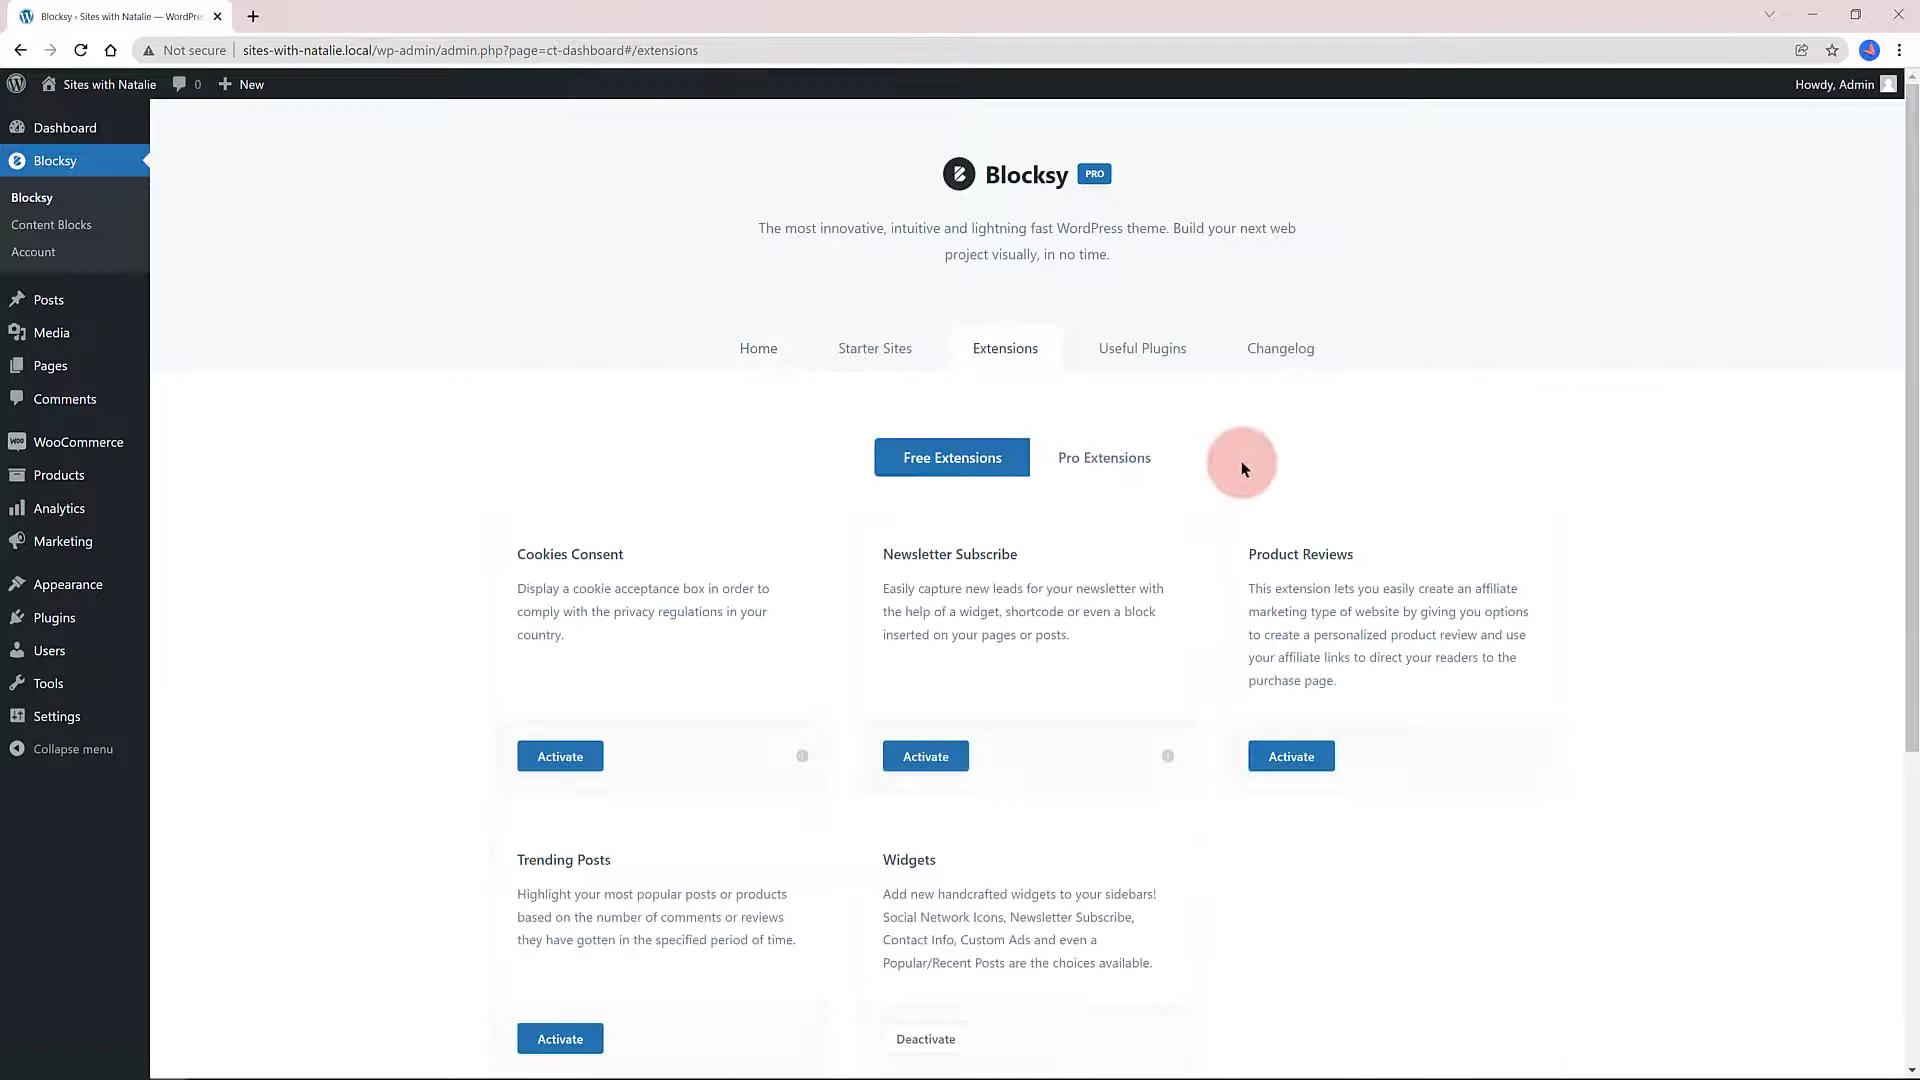 Blocksy ‹ Sites with Natalie — WordPre
Not secure
sites-with-natalie.local/wp-admin/admin.php?page=ct-dashboard#/extensions
Sites with Natalie
0
New
Howdy, Admin
Dashboard
Blocksy
Blocksy
Content Blocks
Account
Posts
Media
Pages
Comments
WooCommerce
Products
Analytics
Marketing
Appearance
Plugins
Users
Tools
Settings
Collapse menu
Blocksy PRO
The most innovative, intuitive and lightning fast WordPress theme. Build your next web
project visually, in no time.
Home
Starter Sites
Extensions
Useful Plugins
Changelog
Free Extensions
Pro Extensions
Cookies Consent
Display a cookie acceptance box in order to
comply with the privacy regulations in your
country.
Activate
Newsletter Subscribe
Easily capture new leads for your newsletter with
the help of a widget, shortcode or even a block
inserted on your pages or posts.
Activate
Product Reviews
This extension lets you easily create an affiliate
marketing type of website by giving you options
to create a personalized product review and use
your affiliate links to direct your readers to the
purchase page.
Activate
Trending Posts
Highlight your most popular posts or products
based on the number of comments or reviews
they have gotten in the specified period of time.
Activate
Widgets
Add new handcrafted widgets to your sidebars!
Social Network Icons, Newsletter Subscribe,
Contact Info, Custom Ads and even a
Popular/Recent Posts are the choices available.
Deactivate